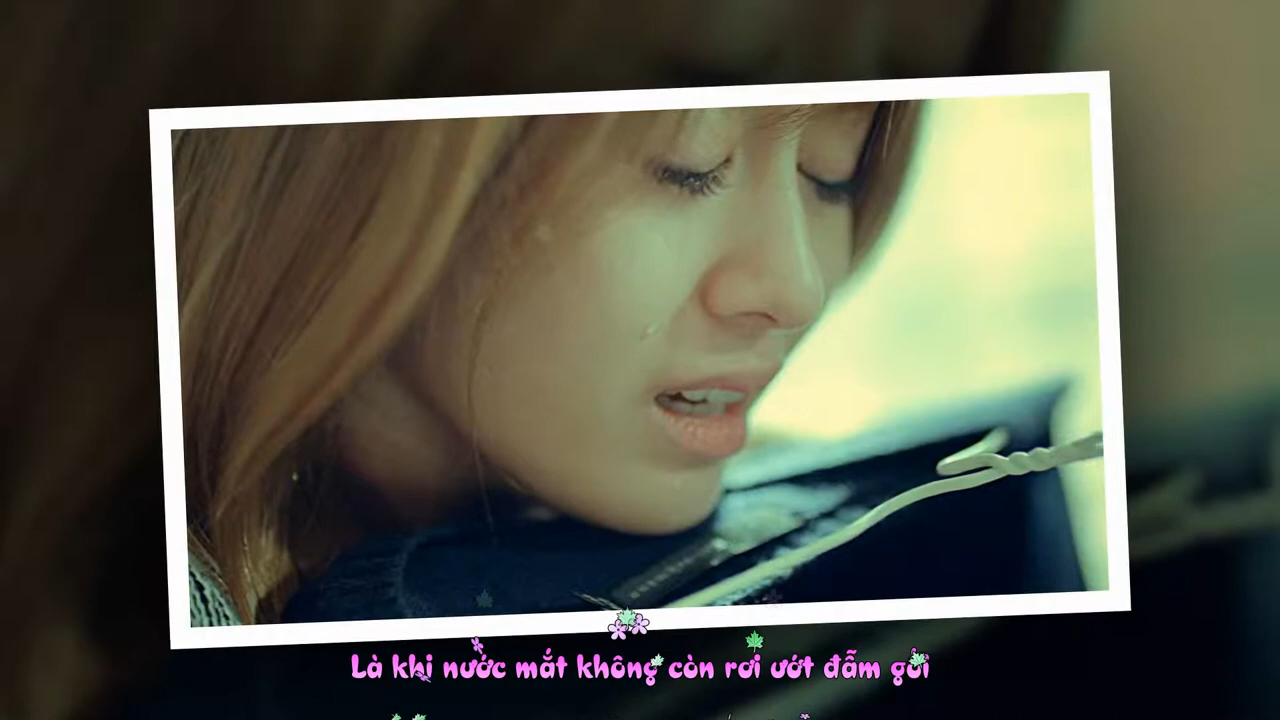 Là khi nước mắt không còn rơi ướt đẫm gối